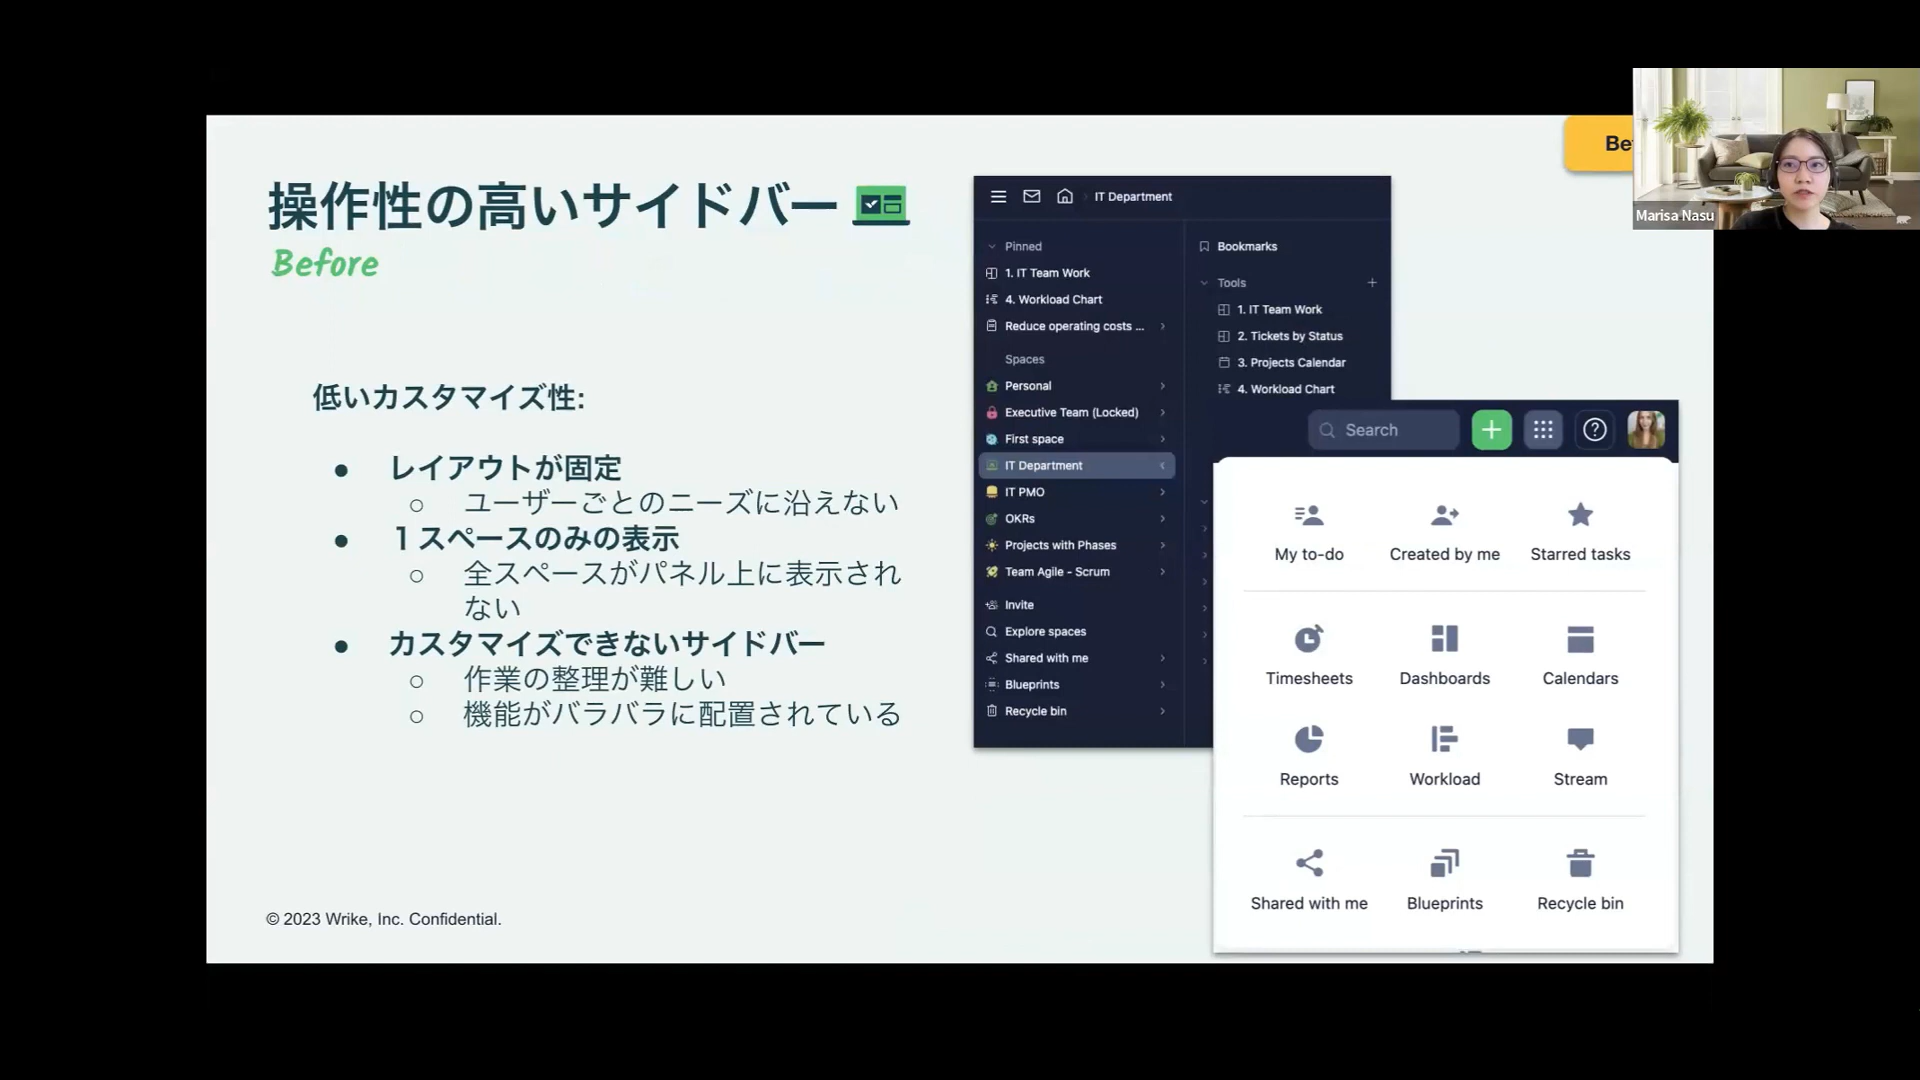 操作性の高いサイドバー
Before
低いカスタマイズ性:
● レイアウトが固定
○ ユーザーごとのニーズに沿えない
● １スペースのみの表示
○ 全スペースがパネル上に表示され
ない
● カスタマイズできないサイドバー
○ 作業の整理が難しい
○ 機能がバラバラに配置されている
© 2023 Wrike, Inc. Confidential.
IT Department
Pinned
1. IT Team Work
4. Workload Chart
Reduce operating costs ...
Spaces
Personal
Executive Team (Locked)
First space
IT Department
IT PMO
OKRs
Projects with Phases
Team Agile - Scrum
Invite
Explore spaces
Shared with me
Blueprints
Recycle bin
Bookmarks
Tools
1. IT Team Work
2. Tickets by Status
3. Projects Calendar
4. Workload Chart
Search
My to-do
Created by me
Starred tasks
Timesheets
Dashboards
Calendars
Reports
Workload
Stream
Shared with me
Blueprints
Recycle bin
Marisa Nasu